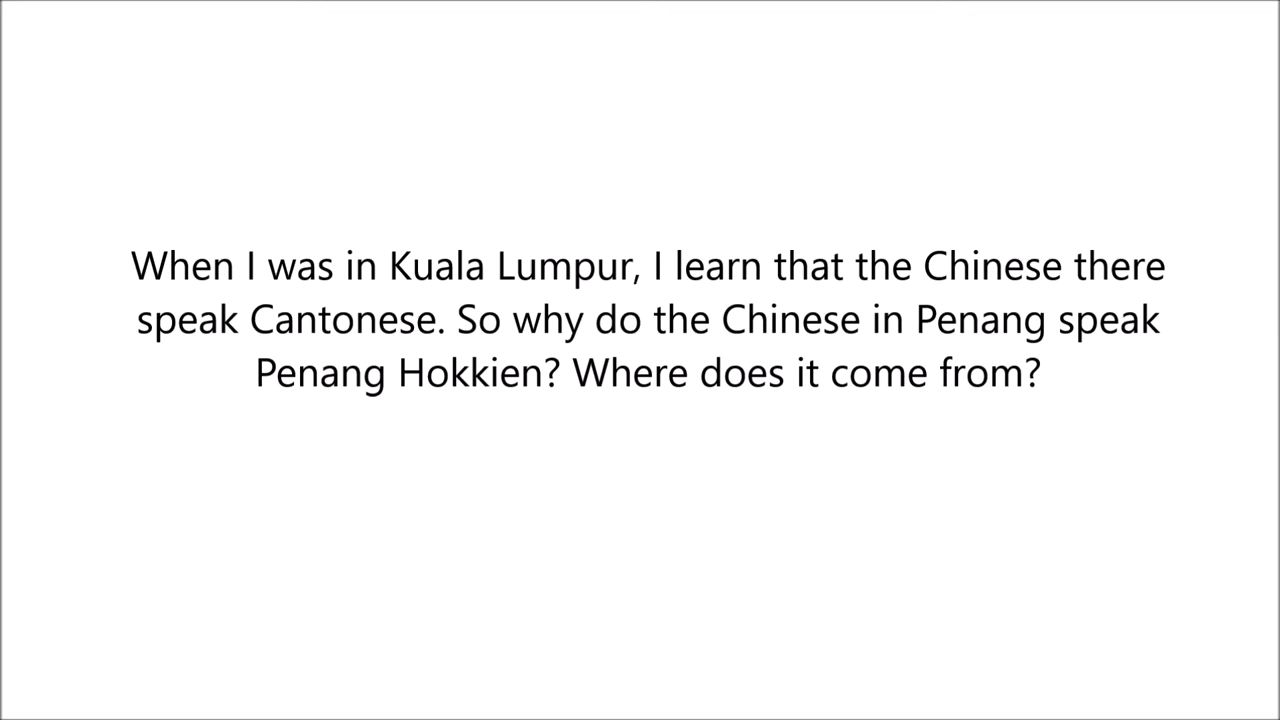 When I was in Kuala Lumpur, I learn that the Chinese there
speak Cantonese. So why do the Chinese in Penang speak
Penang Hokkien? Where does it come from?